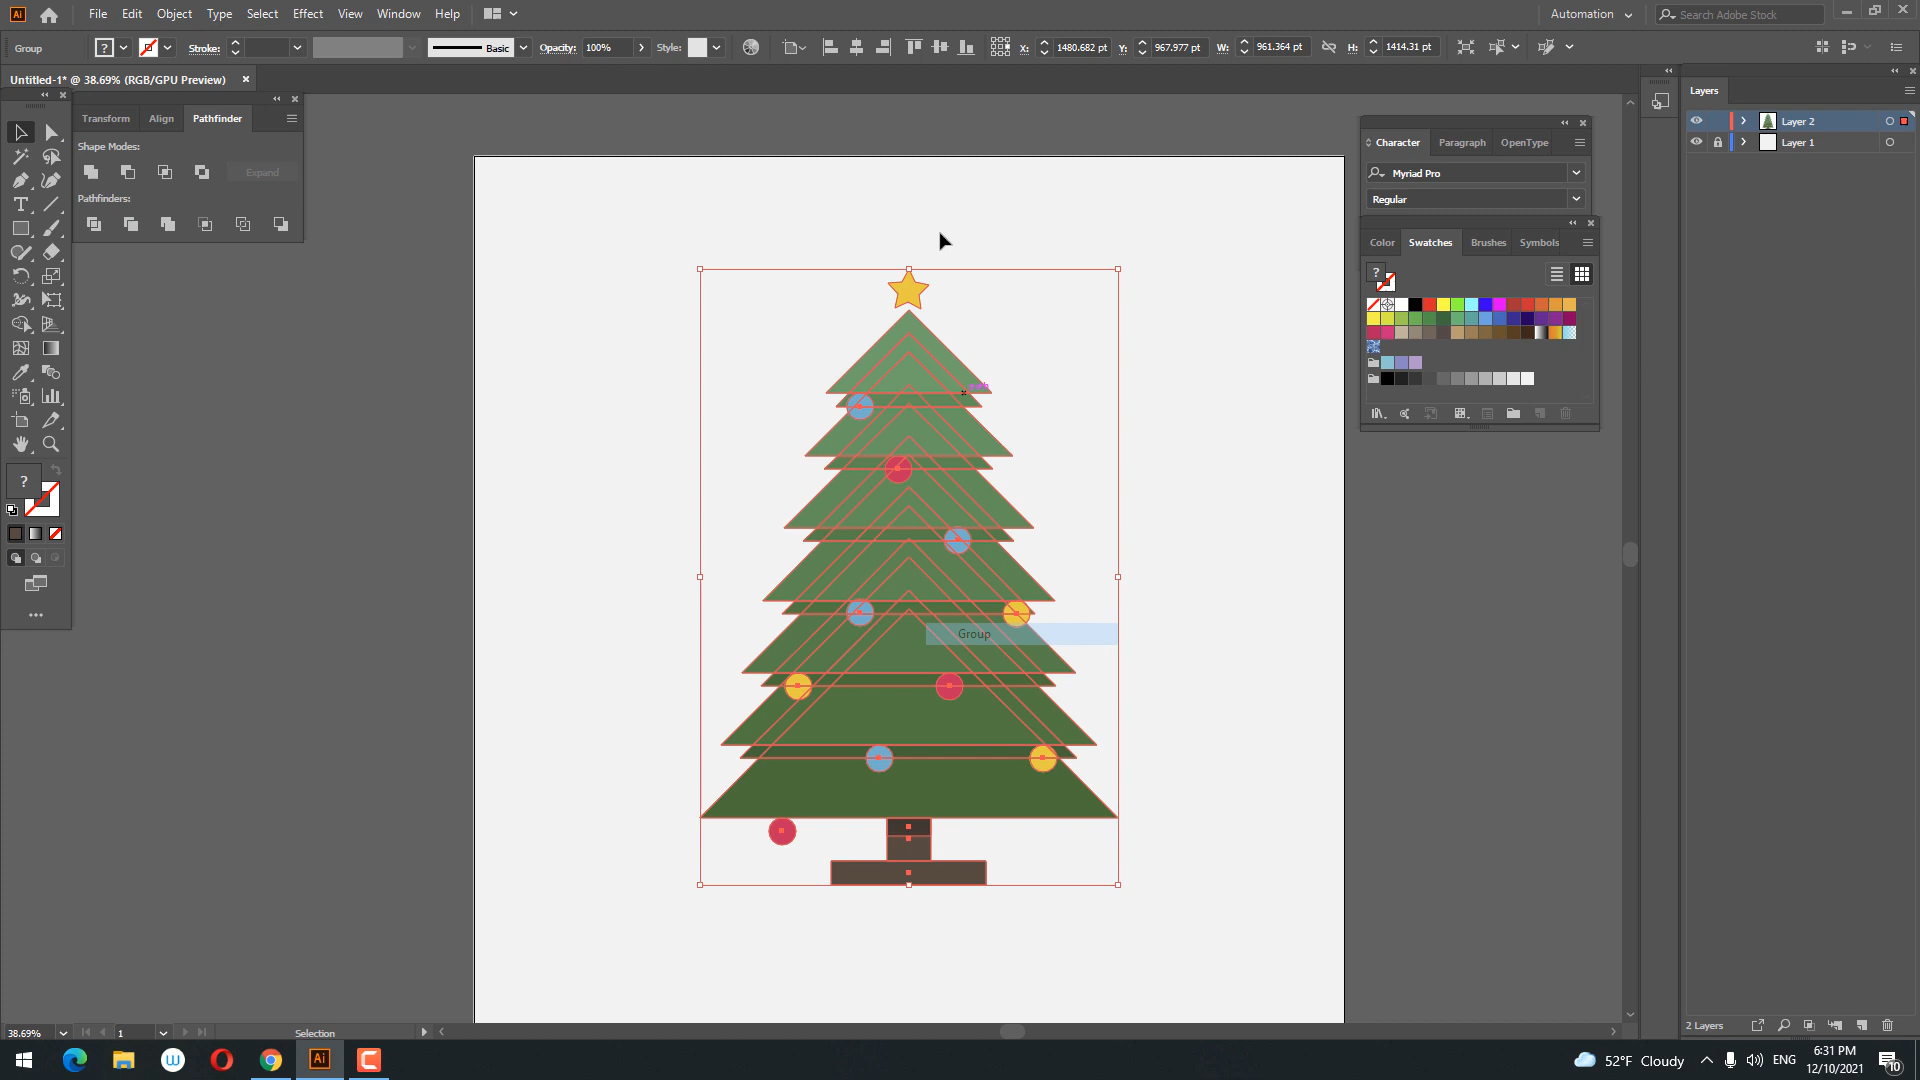 Ai File Edit Object Type Select Effect View Window Help Automation Search Adobe Stock
Group ? Stroke: Basic Opacity: 100% Style: X: 1480.682 pt Y: 967.977 pt W: 961.364 pt H: 1414.31 pt
Untitled-1* @ 38.69% (RGB/GPU Preview)
Layers
Transform Align Pathfinder
Layer 2
Layer 1
Shape Modes:
Expand
Pathfinders:
Character Paragraph OpenType
Myriad Pro
Regular
Color Swatches Brushes Symbols
?
?
Group
38.69% 1 Selection
2 Layers
Ai 52°F Cloudy ENG 6:31 PM
12/10/2021
10